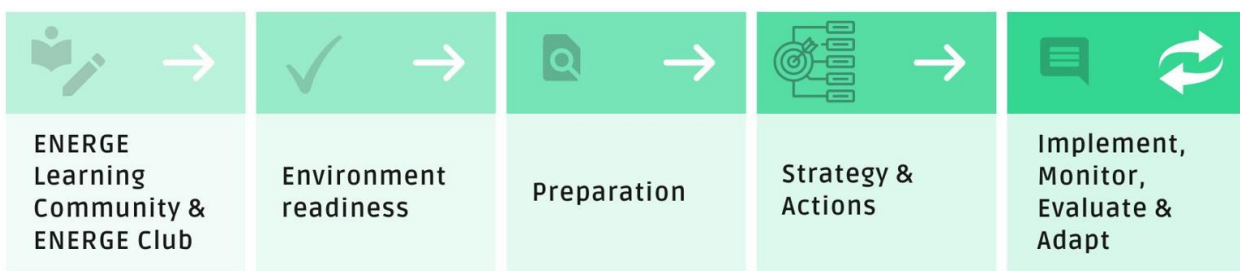 ENERGE
Learning
Community &
ENERGE Club
Environment
readiness
Preparation
Strategy &
Actions
Implement,
Monitor,
Evaluate &
Adapt